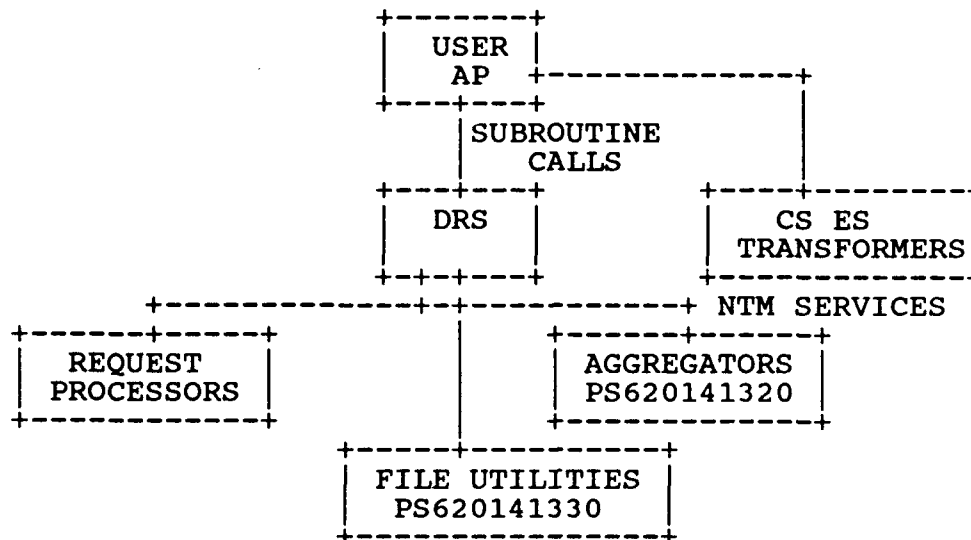 USER
AP
SUBROUTINE
CALLS
DRS
CS ES
TRANSFORMERS
NTM SERVICES
REQUEST
PROCESSORS
AGGREGATORS
PS620141320
FILE UTILITIES
PS620141330